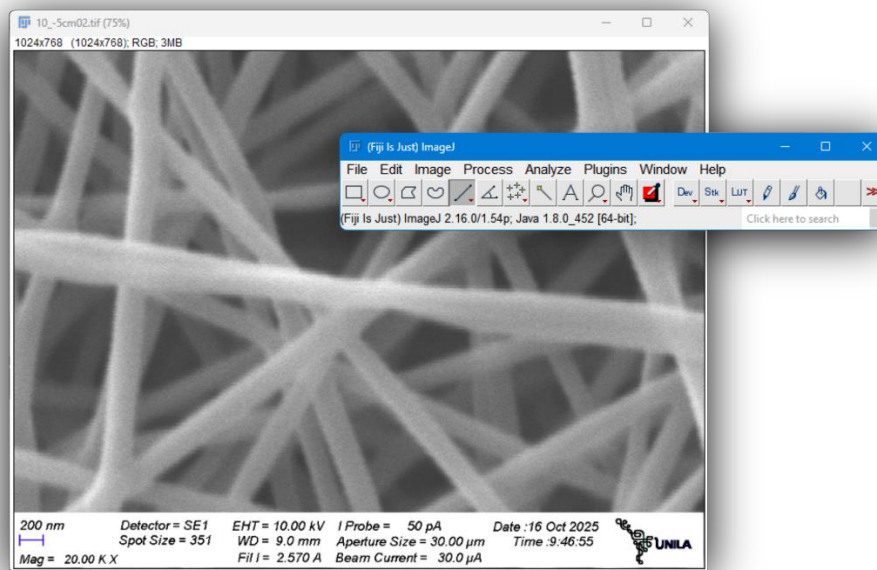 10_-5cm02.tif (75%)
1024x768 (1024x768); RGB; 3MB
(Fiji Is Just) ImageJ
File Edit Image Process Analyze Plugins Window Help
A Dev Stk LUT
(Fiji Is Just) ImageJ 2.16.0/1.54p; Java 1.8.0_452 [64-bit]; Click here to search
200 nm Detector = SE1 EHT = 10.00 kV I Probe = 50 pA Date :16 Oct 2025
Spot Size = 351 WD = 9.0 mm Aperture Size = 30.00 µm Time :9:46:55
Mag = 20.00 K X Fil I = 2.570 A Beam Current = 30.0 µA
UNILA